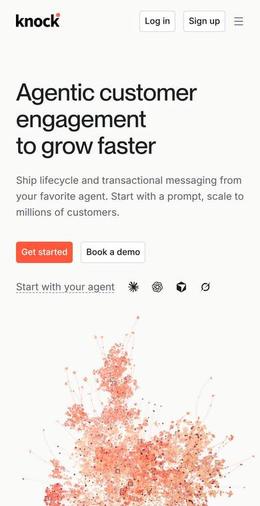 knock
Log in
Sign up
Agentic customer
engagement
to grow faster
Ship lifecycle and transactional messaging from
your favorite agent. Start with a prompt, scale to
millions of customers.
Get started
Book a demo
Start with your agent